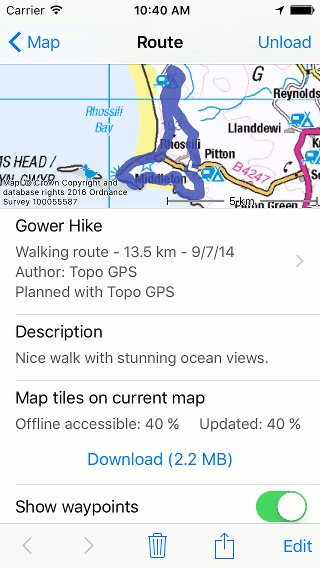 Carrier 10:40 AM
Map Route Unload
G
Reynolds
Rhossili
Bay
Llanddewi
Rhossili
Pitton
MS HEAD /
Middleton
B4247
Map © Crown Copyright and
database rights 2016 Ordnance
Survey 100055587
5 km
Green
Gower Hike
Walking route - 13.5 km - 9/7/14
Author: Topo GPS
Planned with Topo GPS
Description
Nice walk with stunning ocean views.
Map tiles on current map
Offline accessible: 40 % Updated: 40 %
Download (2.2 MB)
Show waypoints
Edit